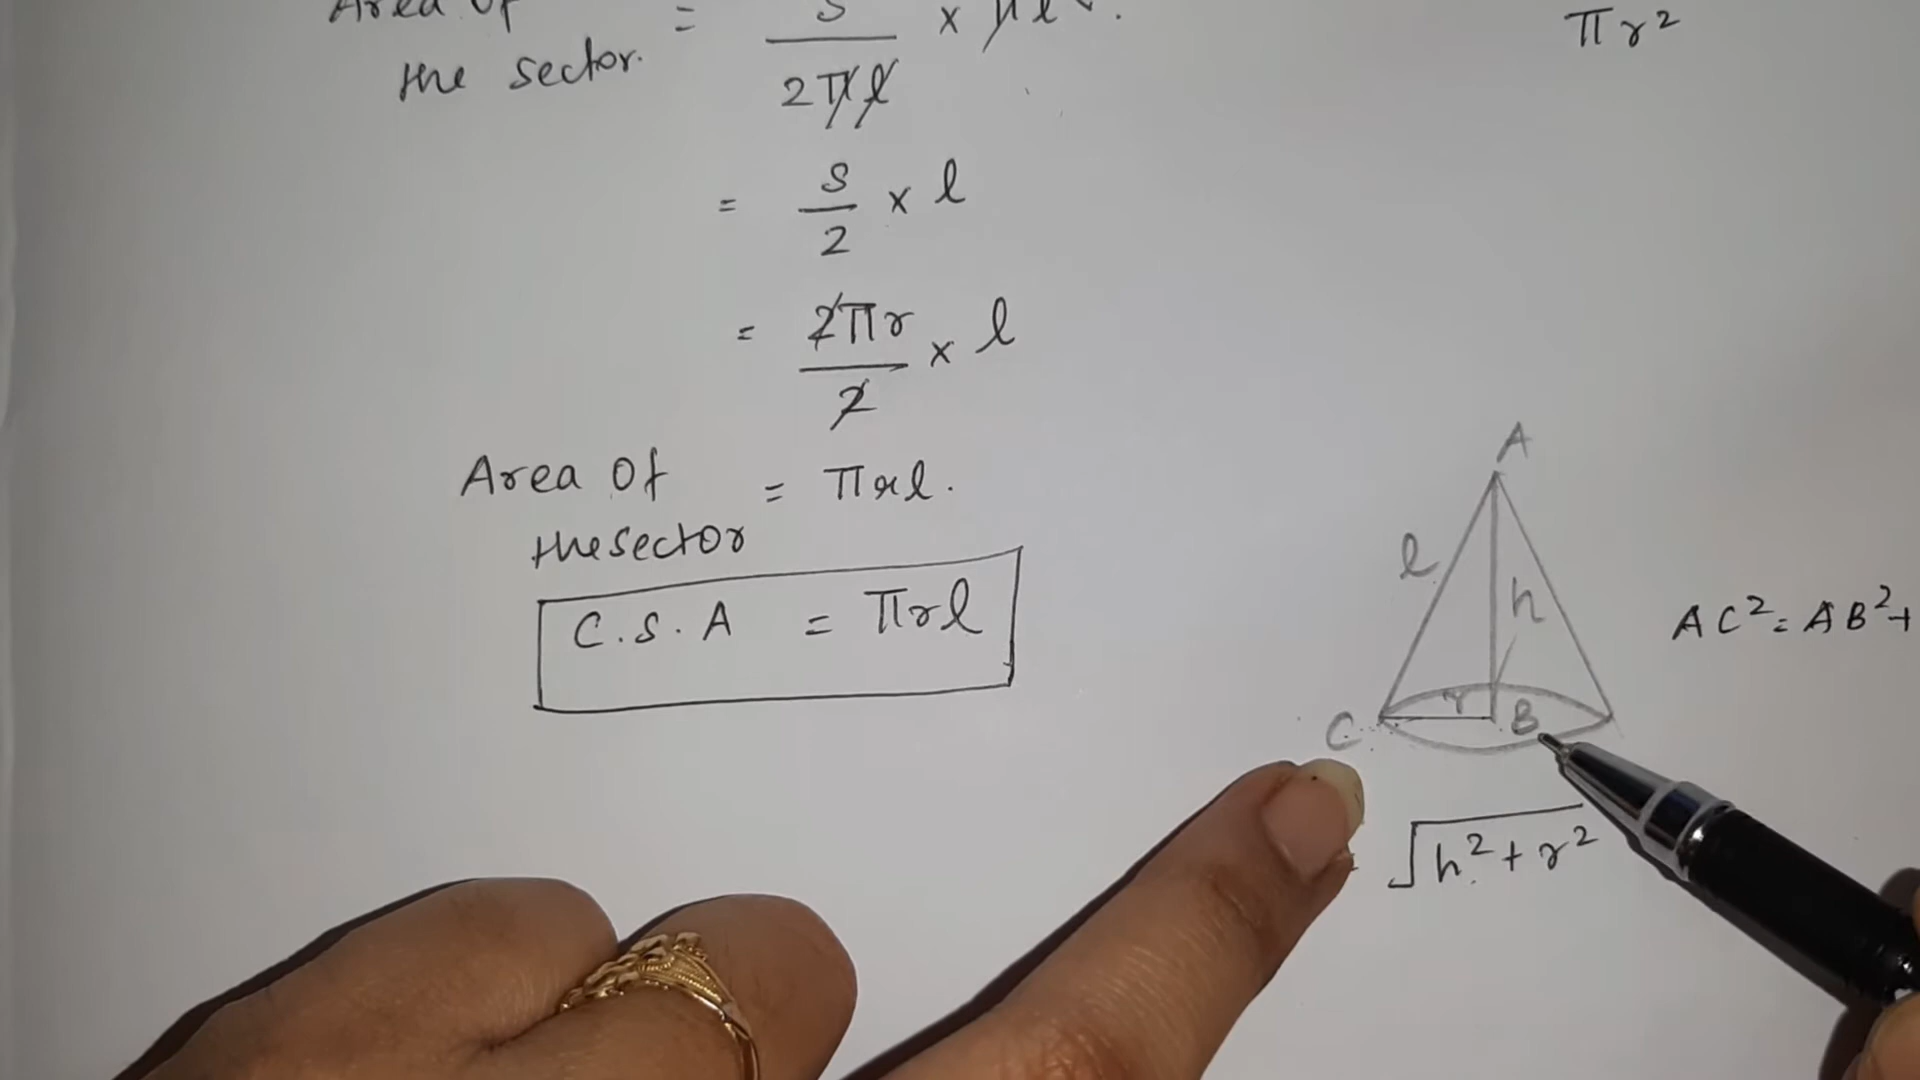 Area Of = S/2πl × πl².
the sector.
= S/2 × l
= 2πr/2 × l
Area Of = πrl.
the sector
C.S.A = πrl
πr²
A
l
h
r
C
B
AC² = AB² +
√h² + r²